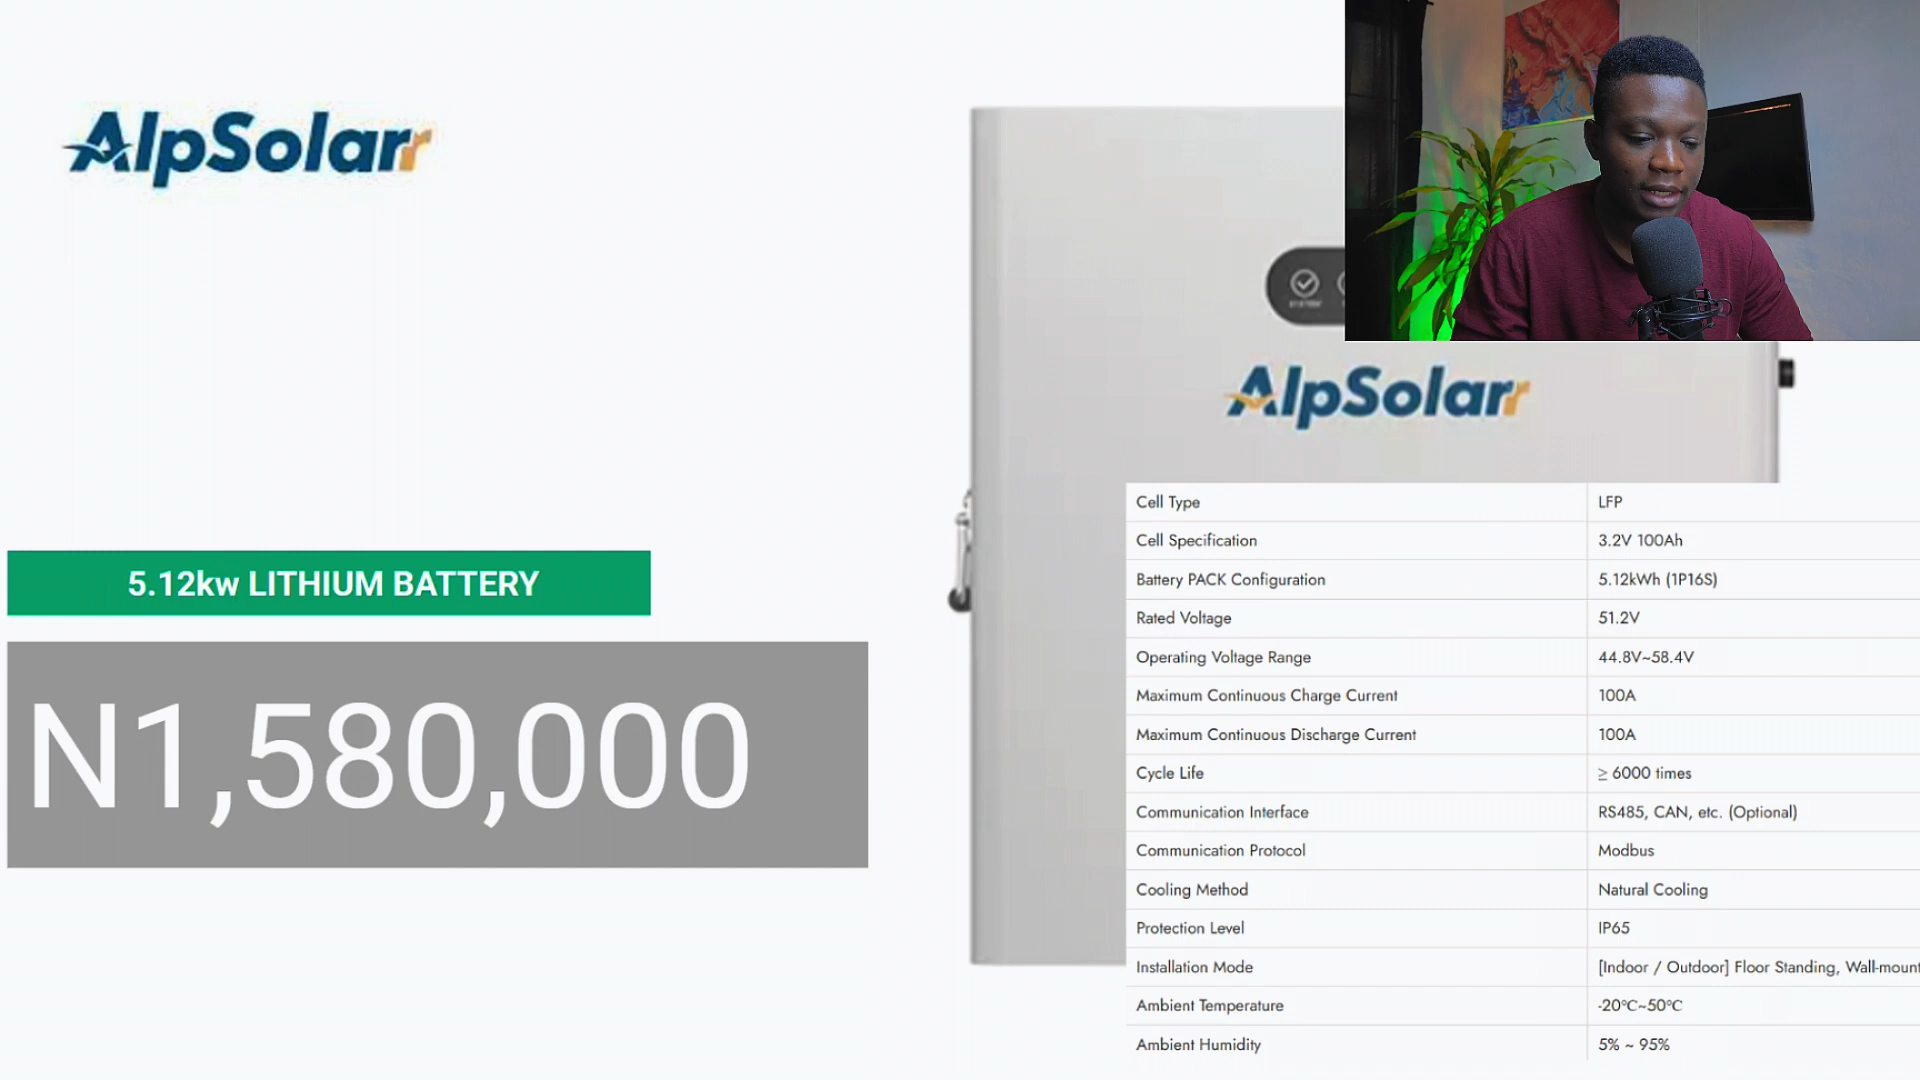 AlpSolarr
AlpSolarr
5.12kw LITHIUM BATTERY
N1,580,000
Cell Type LFP
Cell Specification 3.2V 100Ah
Battery PACK Configuration 5.12kWh (1P16S)
Rated Voltage 51.2V
Operating Voltage Range 44.8V~58.4V
Maximum Continuous Charge Current 100A
Maximum Continuous Discharge Current 100A
Cycle Life ≥ 6000 times
Communication Interface RS485, CAN, etc. (Optional)
Communication Protocol Modbus
Cooling Method Natural Cooling
Protection Level IP65
Installation Mode [Indoor / Outdoor] Floor Standing, Wall-mount
Ambient Temperature -20°C~50°C
Ambient Humidity 5% ~ 95%